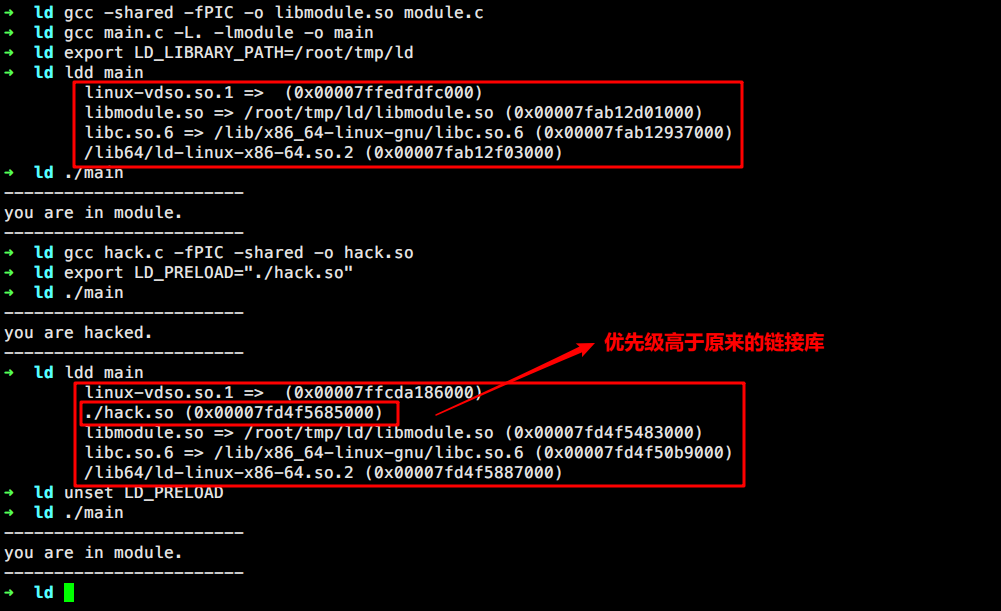 ➜ ld gcc -shared -fPIC -o libmodule.so module.c
➜ ld gcc main.c -L. -lmodule -o main
➜ ld export LD_LIBRARY_PATH=/root/tmp/ld
➜ ld ldd main
linux-vdso.so.1 => (0x00007ffedfdfc000)
libmodule.so => /root/tmp/ld/libmodule.so (0x00007fab12d01000)
libc.so.6 => /lib/x86_64-linux-gnu/libc.so.6 (0x00007fab12937000)
/lib64/ld-linux-x86-64.so.2 (0x00007fab12f03000)
➜ ld ./main
------------------------
you are in module.
------------------------
➜ ld gcc hack.c -fPIC -shared -o hack.so
➜ ld export LD_PRELOAD="./hack.so"
➜ ld ./main
------------------------
you are hacked.
优先级高于原来的链接库
------------------------
➜ ld ldd main
linux-vdso.so.1 => (0x00007ffcda186000)
./hack.so (0x00007fd4f5685000)
libmodule.so => /root/tmp/ld/libmodule.so (0x00007fd4f5483000)
libc.so.6 => /lib/x86_64-linux-gnu/libc.so.6 (0x00007fd4f50b9000)
/lib64/ld-linux-x86-64.so.2 (0x00007fd4f5887000)
➜ ld unset LD_PRELOAD
➜ ld ./main
------------------------
you are in module.
------------------------
➜ ld